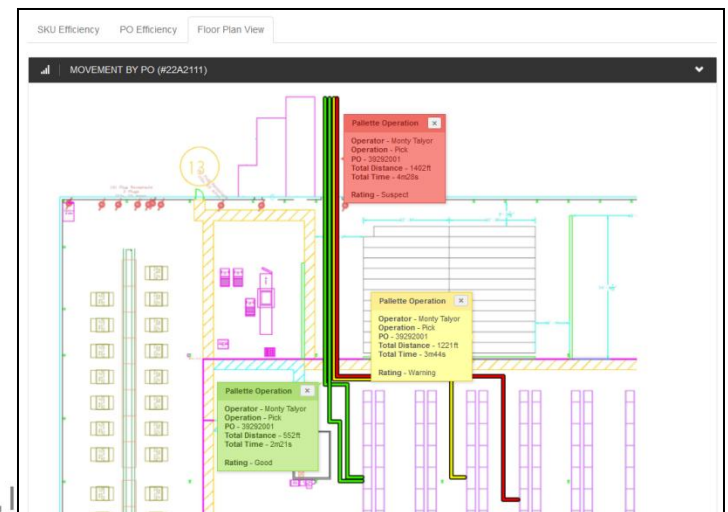 SKU Efficiency PO Efficiency Floor Plan View
MOVEMENT BY PO (#22A2111)
Pallette Operation x
Operator - Monty Talyor
Operation - Pick
PO - 39292001
Total Distance - 1402ft
Total Time - 4m28s
Rating - Suspect
13
Pallette Operation x
Operator - Monty Talyor
Operation - Pick
PO - 39292001
Total Distance - 1221ft
Total Time - 3m44s
Rating - Warning
Pallette Operation x
Operator - Monty Talyor
Operation - Pick
PO - 39292001
Total Distance - 552ft
Total Time - 2m21s
Rating - Good